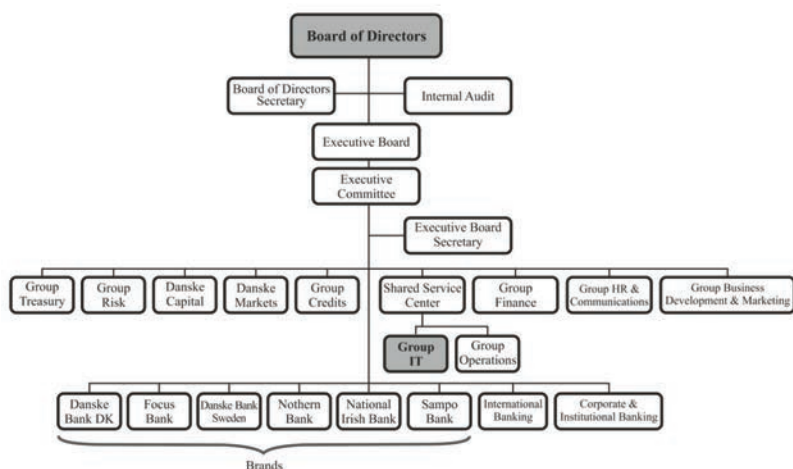 Board of Directors
Board of Directors
Secretary
Internal Audit
Executive Board
Executive
Committee
Executive Board
Secretary
Group
Treasury
Group
Risk
Danske
Capital
Danske
Markets
Group
Credits
Shared Service
Center
Group
Finance
Group HR &
Communications
Group Business
Development & Marketing
Group
IT
Group
Operations
Danske
Bank DK
Focus
Bank
Danske Bank
Sweden
Nothern
Bank
National
Irish Bank
Sampo
Bank
International
Banking
Corporate &
Institutional Banking
Brands